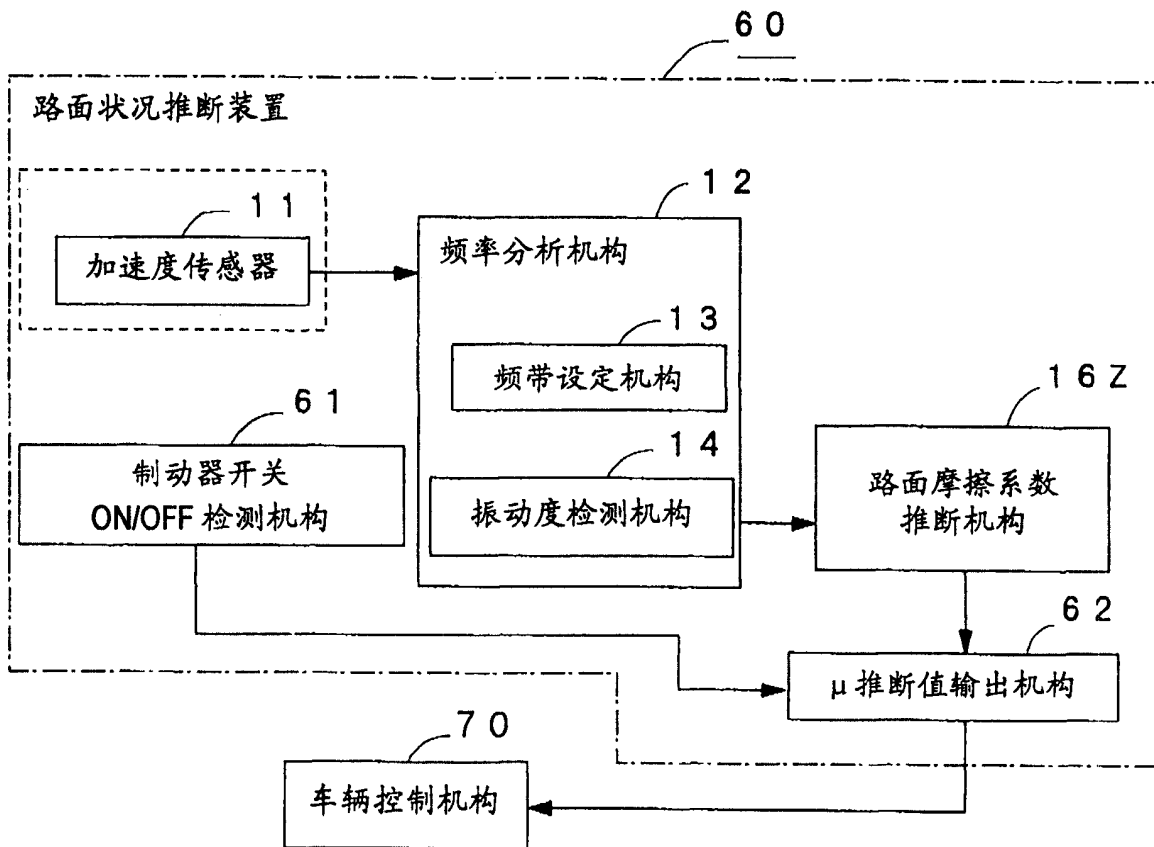 ６０
路面状况推断装置
１１
加速度传感器
１２
频率分析机构
１３
频带设定机构
１４
振动度检测机构
６１
制动器开关
ON/OFF 检测机构
１６Z
路面摩擦系数
推断机构
６２
μ推断值输出机构
７０
车辆控制机构